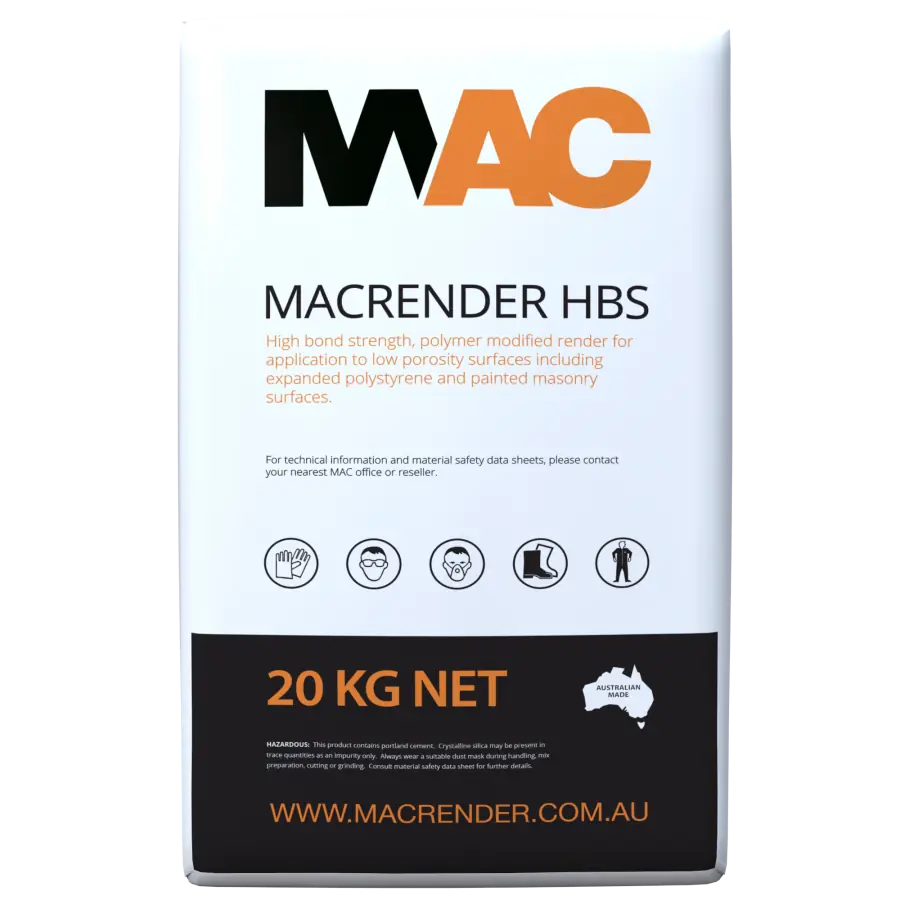 MAC
MACRENDER HBS
High bond strength, polymer modified render for
application to low porosity surfaces including
expanded polystyrene and painted masonry
surfaces.
For technical information and material safety data sheets, please contact
your nearest MAC office or reseller.
20 KG NET
AUSTRALIAN
MADE
HAZARDOUS: This product contains portland cement. Crystalline silica may be present in
trace quantities as an impurity only. Always wear a suitable dust mask during handling, mix
preparation, cutting or grinding. Consult material safety data sheet for further details.
WWW.MACRENDER.COM.AU